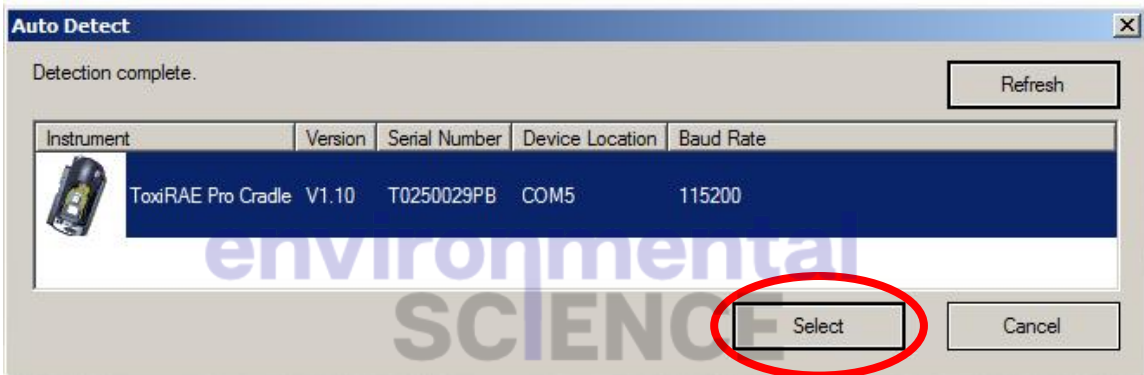 Auto Detect
Detection complete.
Refresh
Instrument Version Serial Number Device Location Baud Rate
ToxiRAE Pro Cradle V1.10 T0250029PB COM5 115200
environmental
SCIENCE
Select Cancel